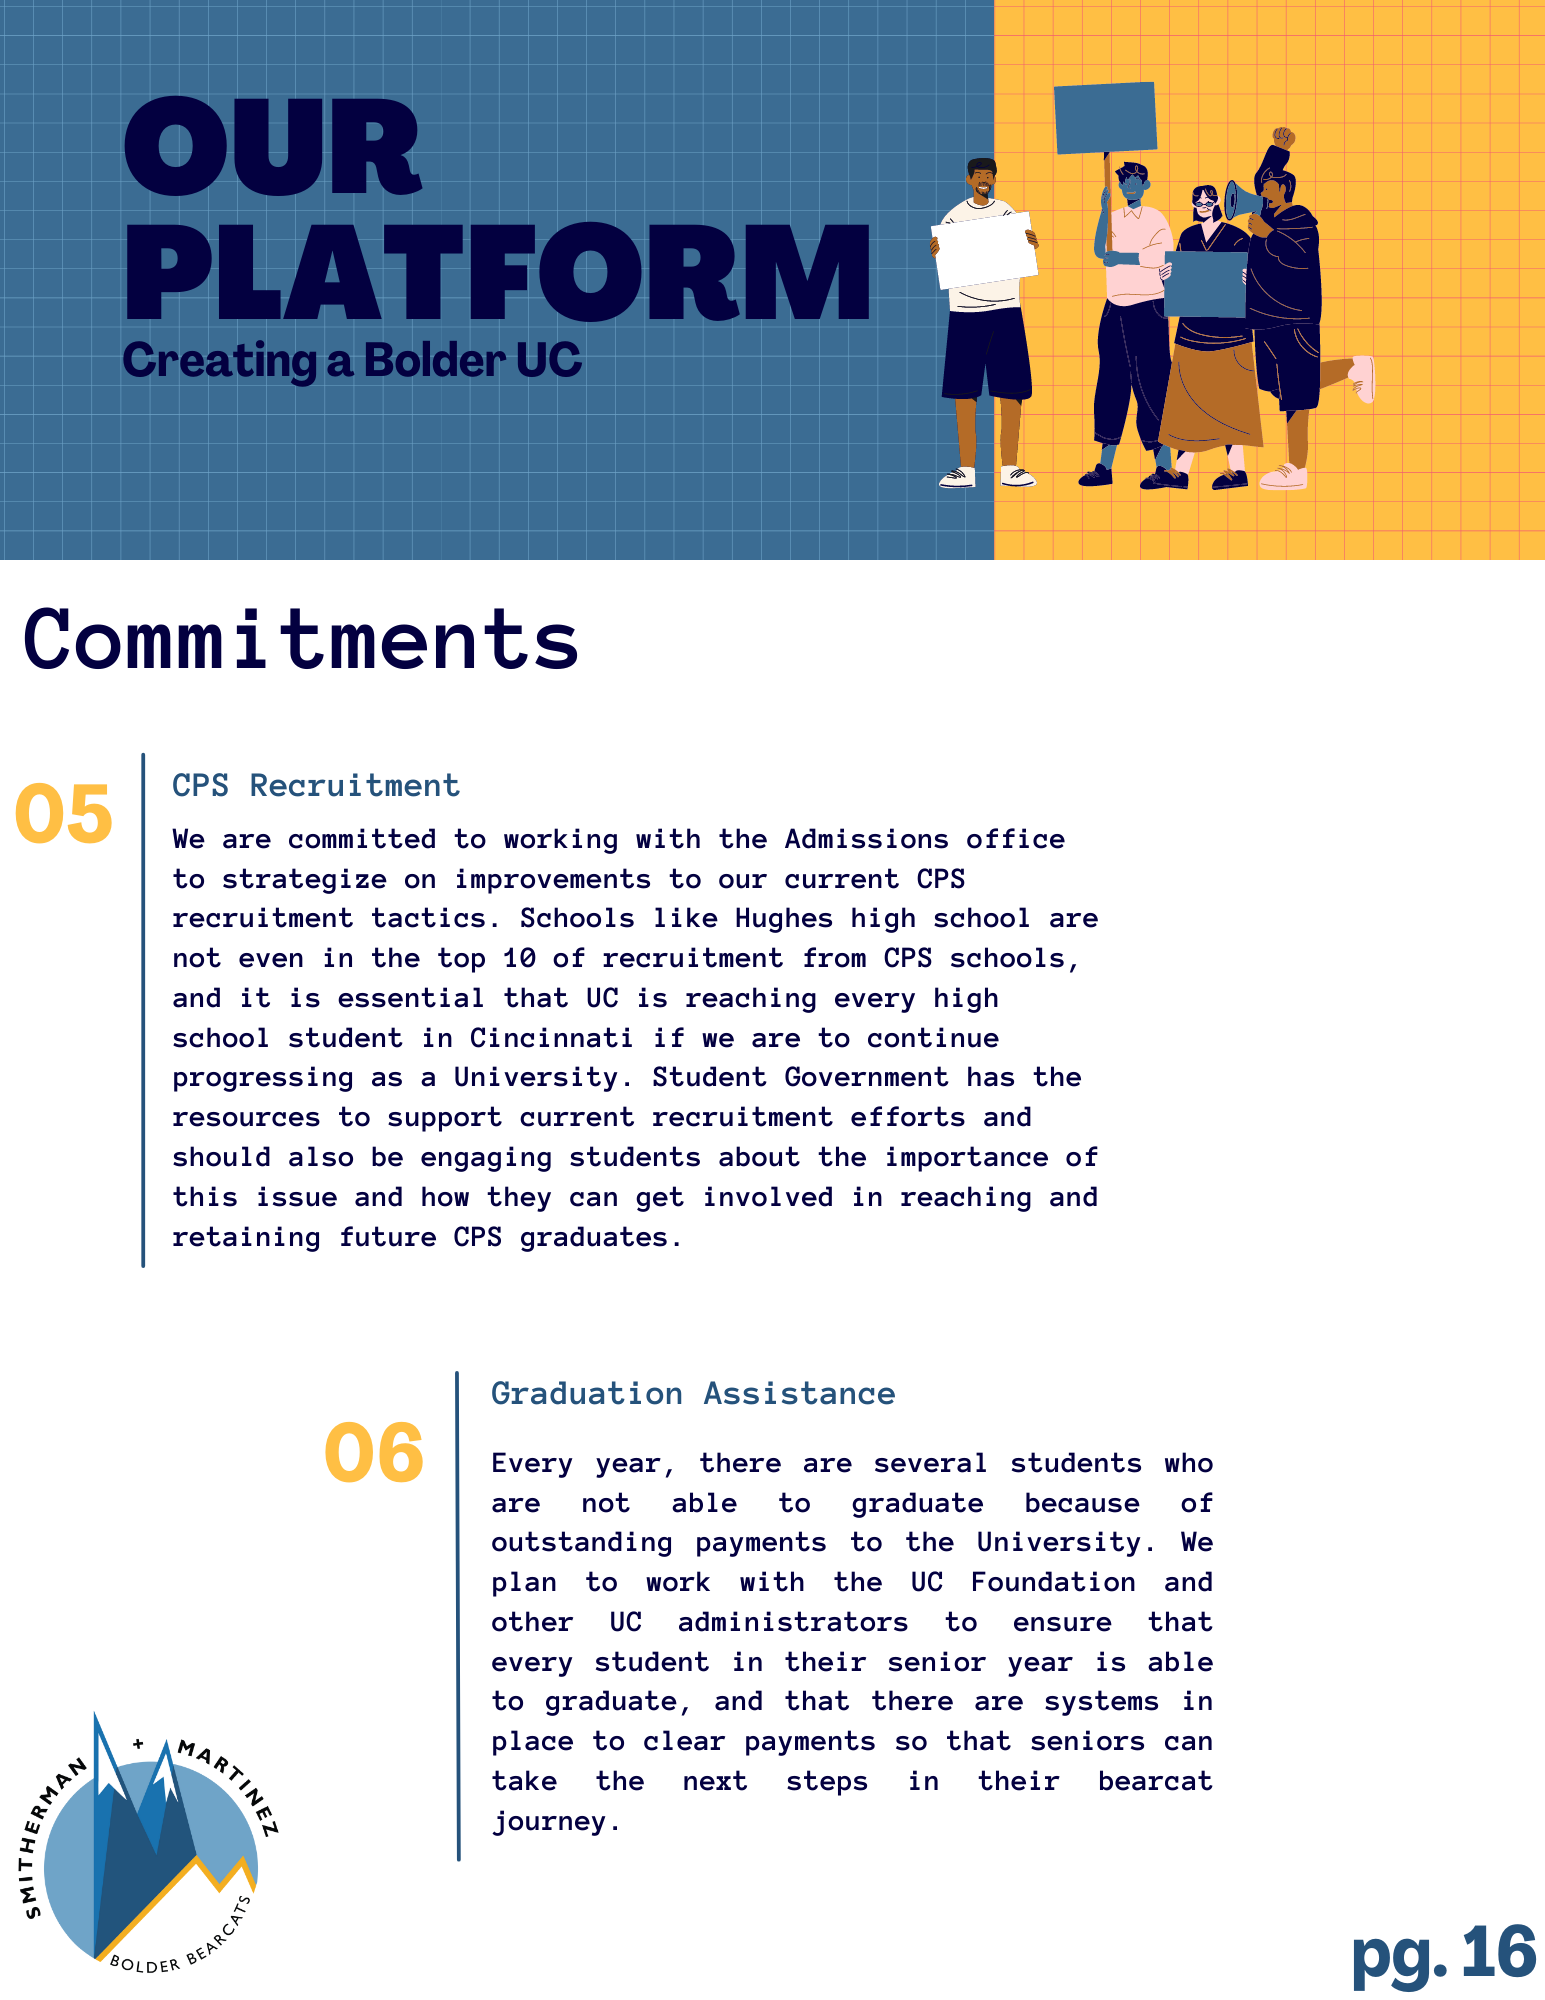 OUR
PLATFORM
Creating a Bolder UC
Commitments
05
CPS Recruitment
We are committed to working with the Admissions office
to strategize on improvements to our current CPS
recruitment tactics. Schools like Hughes high school are
not even in the top 10 of recruitment from CPS schools,
and it is essential that UC is reaching every high
school student in Cincinnati if we are to continue
progressing as a University. Student Government has the
resources to support current recruitment efforts and
should also be engaging students about the importance of
this issue and how they can get involved in reaching and
retaining future CPS graduates.
06
Graduation Assistance
Every year, there are several students who
are not able to graduate because of
outstanding payments to the University. We
plan to work with the UC Foundation and
other UC administrators to ensure that
every student in their senior year is able
to graduate, and that there are systems in
place to clear payments so that seniors can
take the next steps in their bearcat
journey.
SMITHERMAN + MARTINEZ
BOLDER BEARCATS
pg. 16